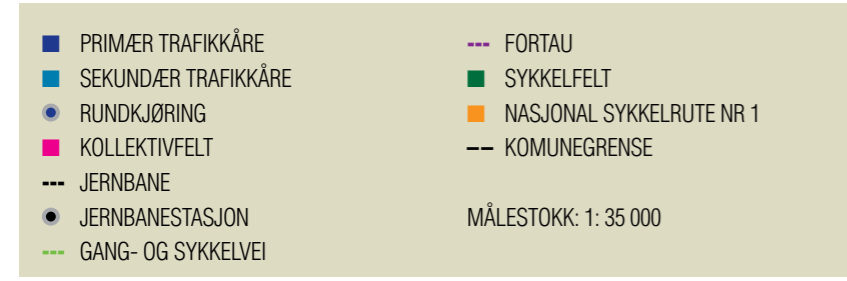 PRIMÆR TRAFIKKÅRE
SEKUNDÆR TRAFIKKÅRE
RUNDKJØRING
KOLLEKTIVFELT
JERNBANE
JERNBANESTASJON
GANG- OG SYKKELVEI
FORTAU
SYKKELFELT
NASJONAL SYKKELRUTE NR 1
KOMUNEGRENSE
MÅLESTOKK: 1: 35 000